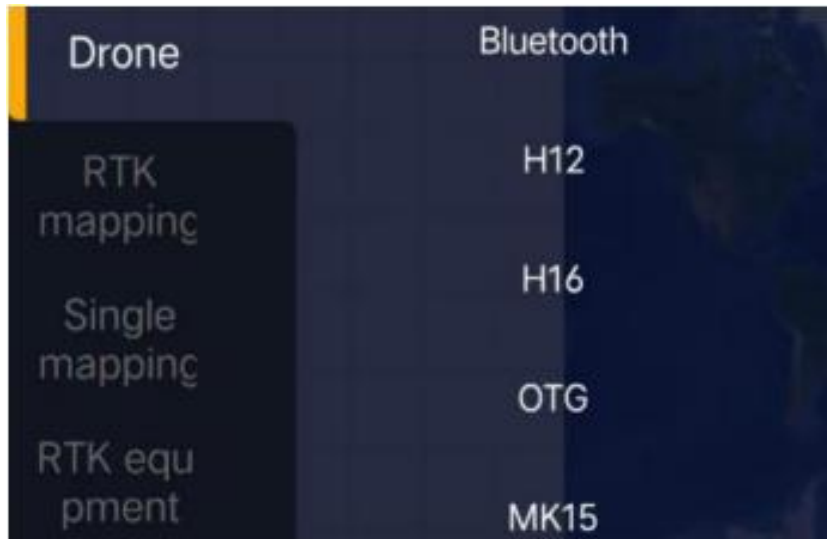 Drone
RTK
mapping
Single
mapping
RTK equ
pment
Bluetooth
H12
H16
OTG
MK15